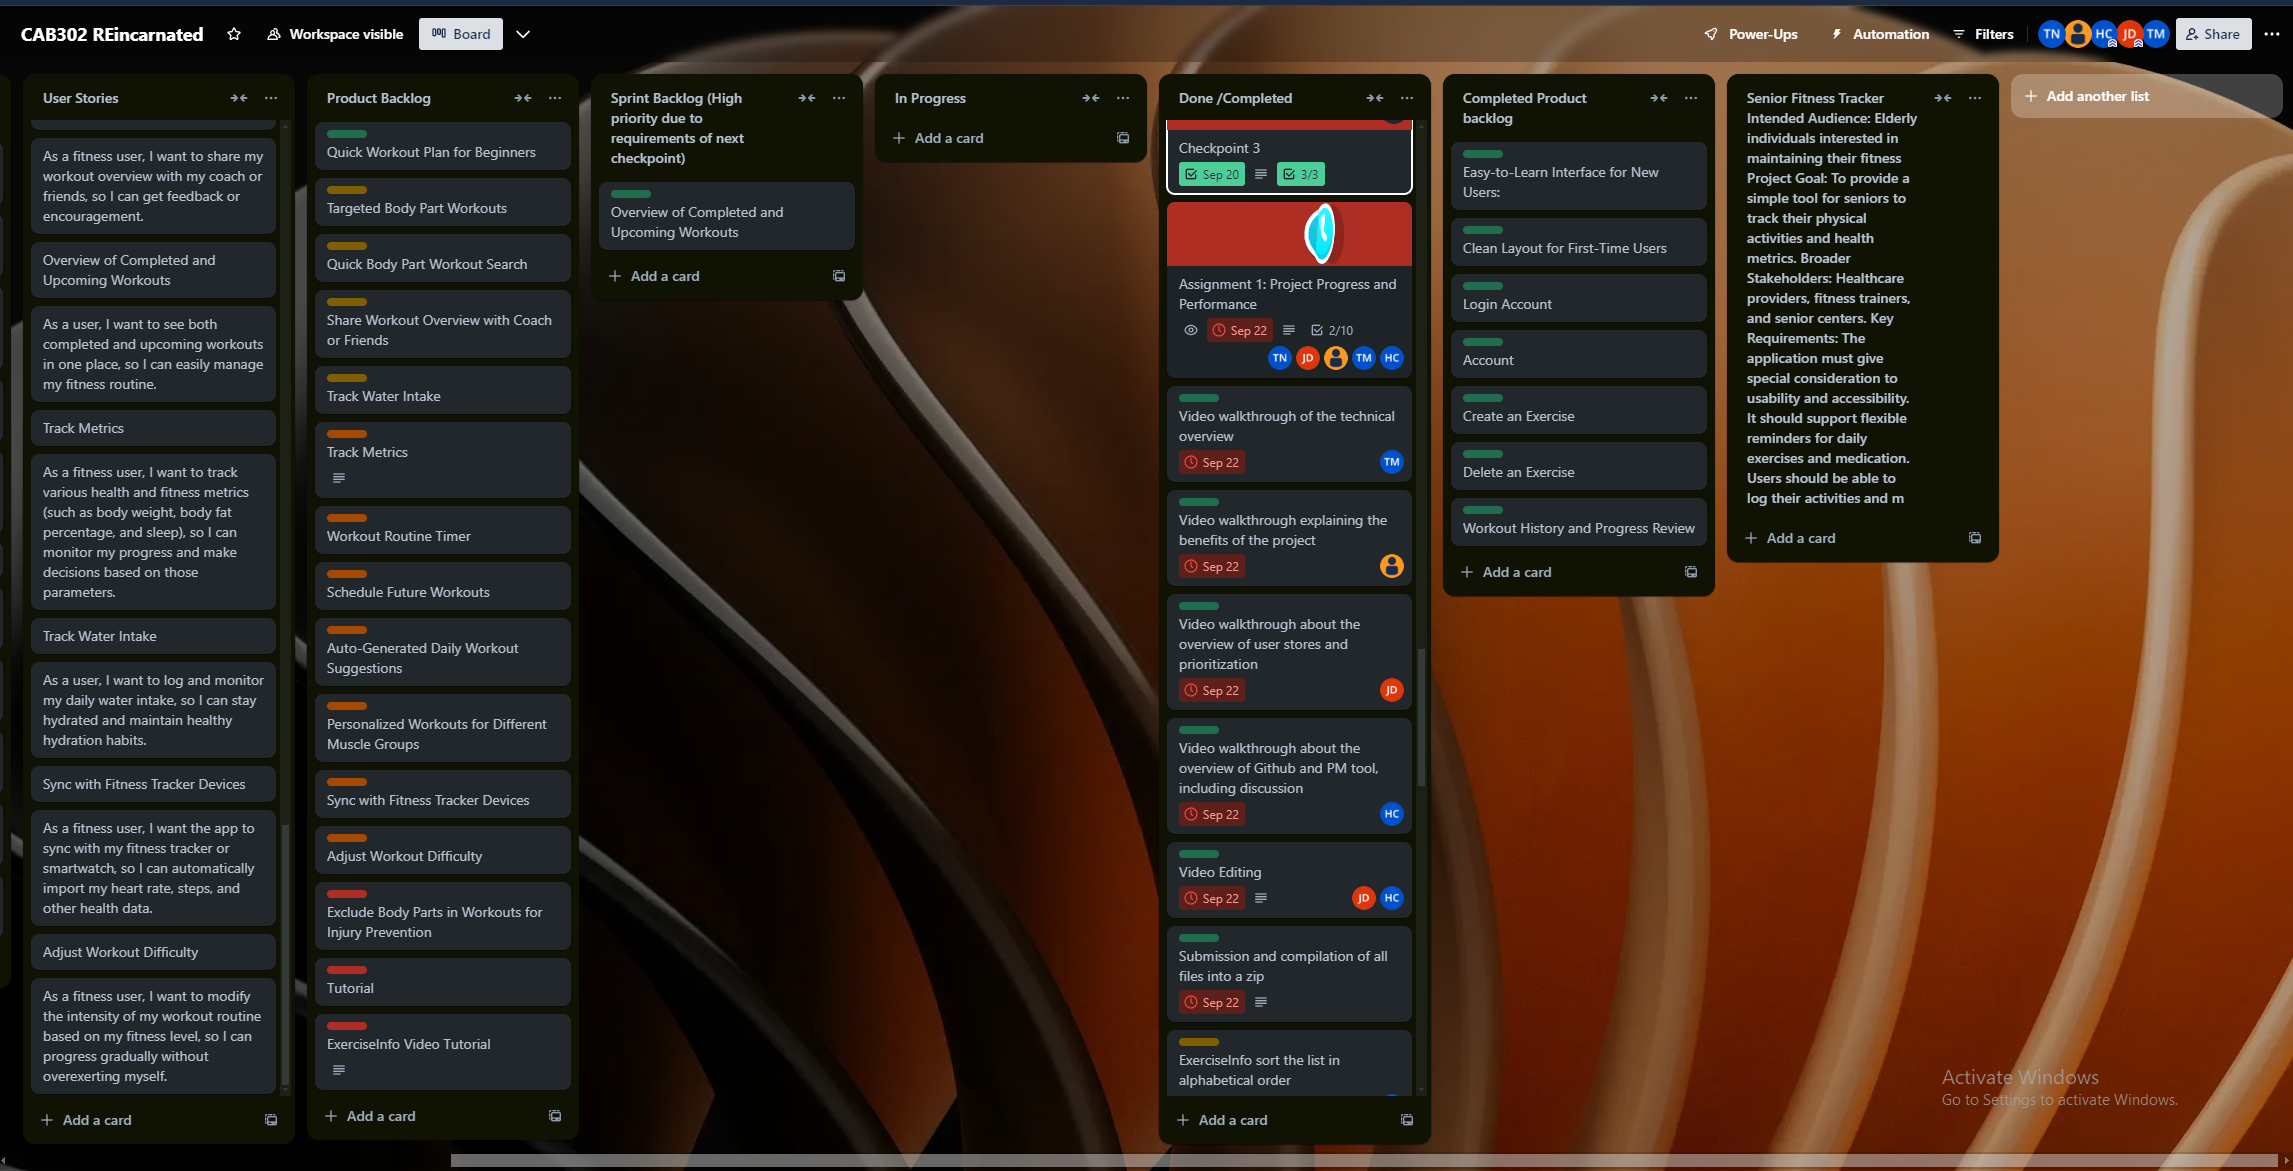 CAB302 REincarnated
Workspace visible
Board
Power-Ups
Automation
Filters
TN
HC
JD
TM
Share
User Stories
As a fitness user, I want to share my
workout overview with my coach or
friends, so I can get feedback or
encouragement.
Overview of Completed and
Upcoming Workouts
As a user, I want to see both
completed and upcoming workouts
in one place, so I can easily manage
my fitness routine.
Track Metrics
As a fitness user, I want to track
various health and fitness metrics
(such as body weight, body fat
percentage, and sleep), so I can
monitor my progress and make
decisions based on those
parameters.
Track Water Intake
As a user, I want to log and monitor
my daily water intake, so I can stay
hydrated and maintain healthy
hydration habits.
Sync with Fitness Tracker Devices
As a fitness user, I want the app to
sync with my fitness tracker or
smartwatch, so I can automatically
import my heart rate, steps, and
other health data.
Adjust Workout Difficulty
As a fitness user, I want to modify
the intensity of my workout routine
based on my fitness level, so I can
progress gradually without
overexerting myself.
Add a card
Product Backlog
Quick Workout Plan for Beginners
Targeted Body Part Workouts
Quick Body Part Workout Search
Share Workout Overview with Coach
or Friends
Track Water Intake
Track Metrics
Workout Routine Timer
Schedule Future Workouts
Auto-Generated Daily Workout
Suggestions
Personalized Workouts for Different
Muscle Groups
Sync with Fitness Tracker Devices
Adjust Workout Difficulty
Exclude Body Parts in Workouts for
Injury Prevention
Tutorial
ExerciseInfo Video Tutorial
Add a card
Sprint Backlog (High
priority due to
requirements of next
checkpoint)
Overview of Completed and
Upcoming Workouts
Add a card
In Progress
Add a card
Done /Completed
Checkpoint 3
Sep 20
3/3
Assignment 1: Project Progress and
Performance
Sep 22
2/10
TN
JD
TM
HC
Video walkthrough of the technical
overview
Sep 22
TM
Video walkthrough explaining the
benefits of the project
Sep 22
Video walkthrough about the
overview of user stores and
prioritization
Sep 22
JD
Video walkthrough about the
overview of Github and PM tool,
including discussion
Sep 22
HC
Video Editing
Sep 22
JD
HC
Submission and compilation of all
files into a zip
Sep 22
ExerciseInfo sort the list in
alphabetical order
Add a card
Completed Product
backlog
Easy-to-Learn Interface for New
Users:
Clean Layout for First-Time Users
Login Account
Account
Create an Exercise
Delete an Exercise
Workout History and Progress Review
Add a card
Senior Fitness Tracker
Intended Audience: Elderly
individuals interested in
maintaining their fitness
Project Goal: To provide a
simple tool for seniors to
track their physical
activities and health
metrics. Broader
Stakeholders: Healthcare
providers, fitness trainers,
and senior centers. Key
Requirements: The
application must give
special consideration to
usability and accessibility.
It should support flexible
reminders for daily
exercises and medication.
Users should be able to
log their activities and m
Add a card
Add another list
Activate Windows
Go to Settings to activate Windows.